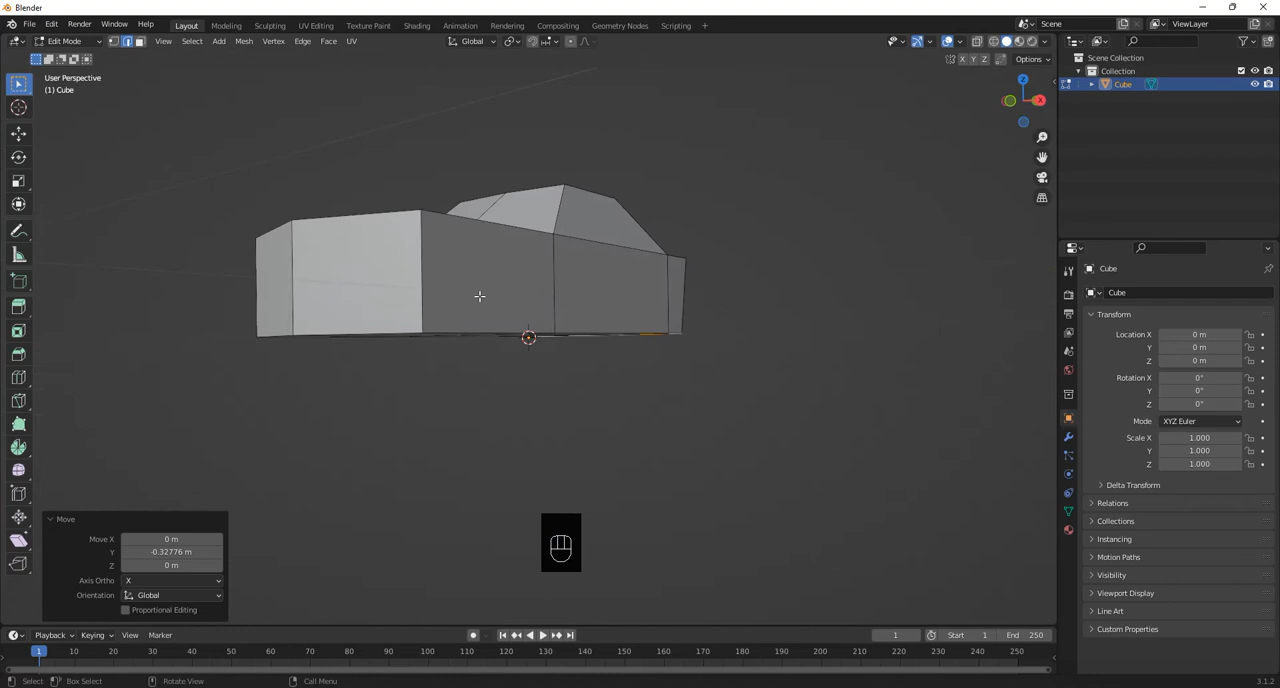 Blender
File Edit Render Window Help Layout Modeling Sculpting UV Editing Texture Paint Shading Animation Rendering Compositing Geometry Nodes Scripting + Scene ViewLayer
Edit Mode View Select Add Mesh Vertex Edge Face UV Global
X Y Z Options
User Perspective
(1) Cube
Z
X
Scene Collection
Collection
Cube
Cube
Cube
Transform
Location X 0 m
Y 0 m
Z 0 m
Rotation X 0°
Y 0°
Z 0°
Mode XYZ Euler
Scale X 1.000
Y 1.000
Z 1.000
Delta Transform
Relations
Collections
Instancing
Motion Paths
Visibility
Viewport Display
Line Art
Custom Properties
Move
Move X 0 m
Y -0.32776 m
Z 0 m
Axis Ortho X
Orientation Global
Proportional Editing
Playback Keying View Marker 1 Start 1 End 250
1 10 20 30 40 50 60 70 80 90 100 110 120 130 140 150 160 170 180 190 200 210 220 230 240 250
Select Box Select Rotate View Call Menu 3.1.2